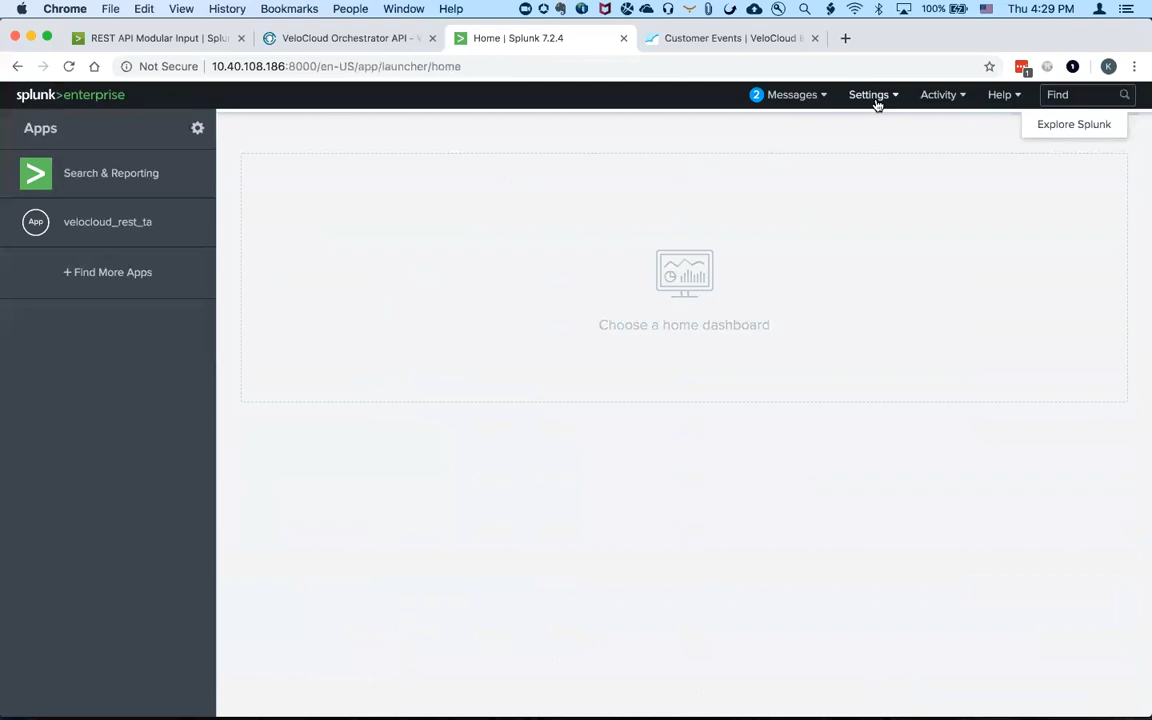 Chrome File Edit View History Bookmarks People Window Help 100% Thu 4:29 PM
REST API Modular Input | Splu VeloCloud Orchestrator API - Home | Splunk 7.2.4 Customer Events | VeloCloud
Not Secure 10.40.108.186:8000/en-US/app/launcher/home 1 1 K
splunk>enterprise 2 Messages Settings Activity Help Find
Explore Splunk
Apps
> Search & Reporting
App velocloud_rest_ta
+ Find More Apps
Choose a home dashboard